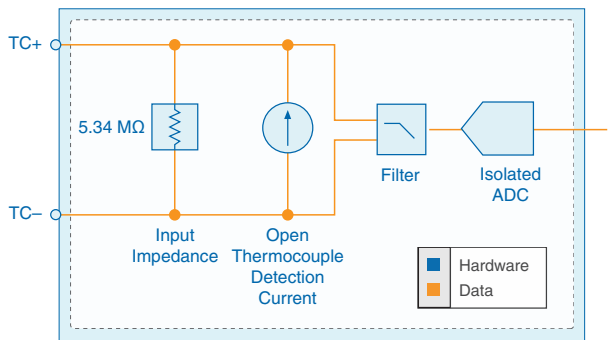 TC+
5.34 MΩ
TC–
Input
Impedance
Open
Thermocouple
Detection
Current
Filter
Isolated
ADC
Hardware
Data